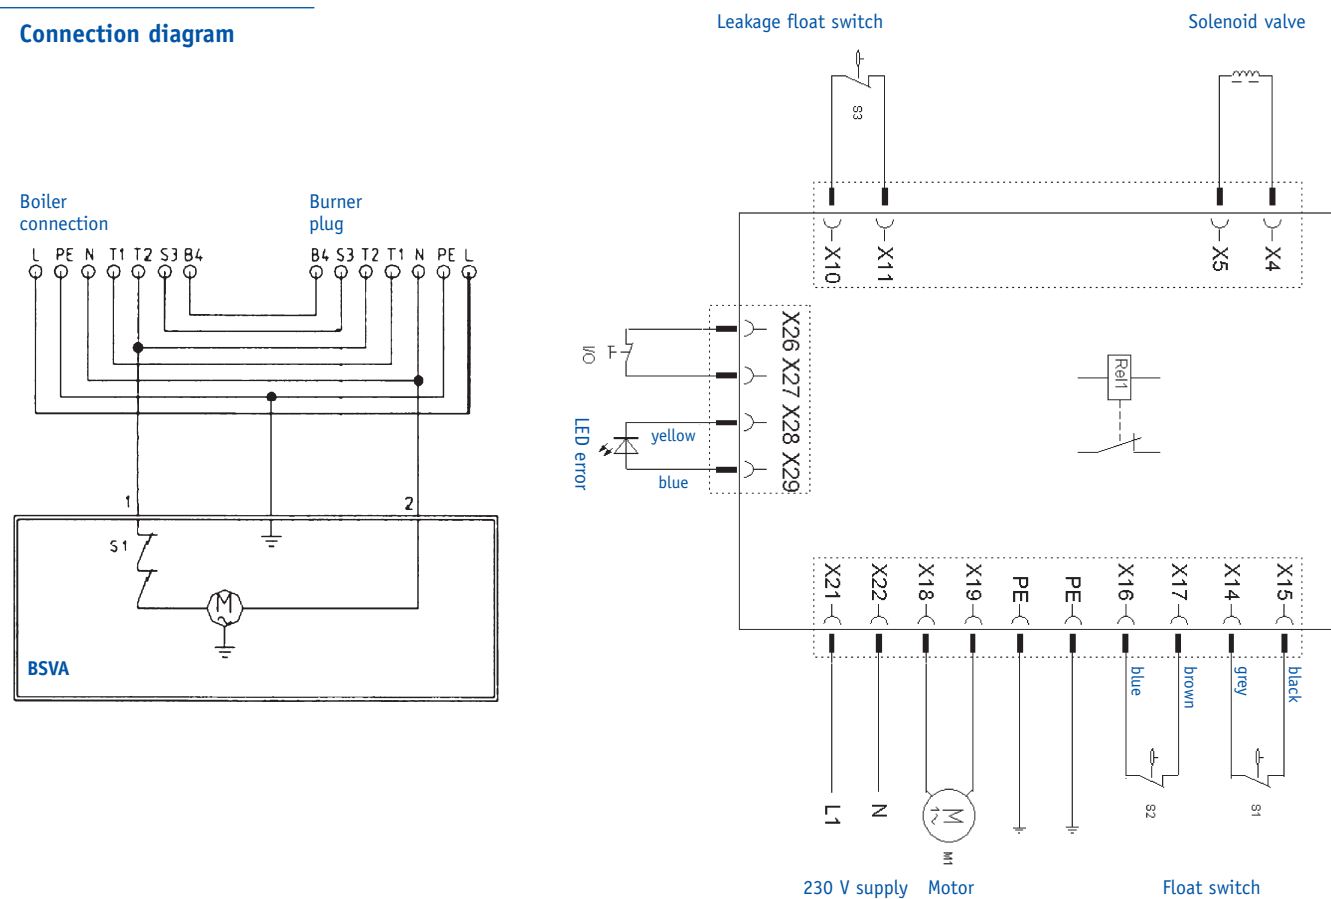 Connection diagram
Boiler
connection
Burner
plug
L PE N T1 T2 S3 B4
B4 S3 T2 T1 N PE L
1
2
S1
M
BSVA
Leakage float switch
Solenoid valve
S3
X10
X11
X5
X4
I/O
X26
X27
X28
X29
LED error
yellow
blue
Rel1
X21
X22
X18
X19
PE
PE
X16
X17
X14
X15
blue
brown
grey
black
L1
N
M
1~
M1
S2
S1
230 V supply
Motor
Float switch